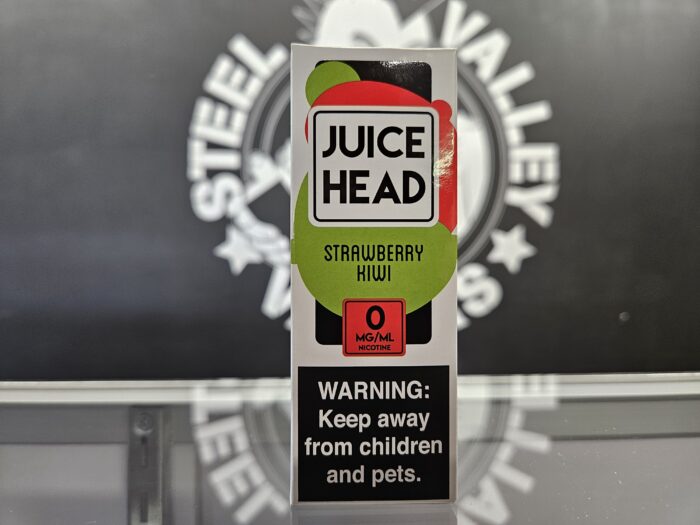 STEEL VALLEY
JUICE
HEAD
STRAWBERRY
KIWI
0
MG/ML
NICOTINE
WARNING:
Keep away
from children
and pets.